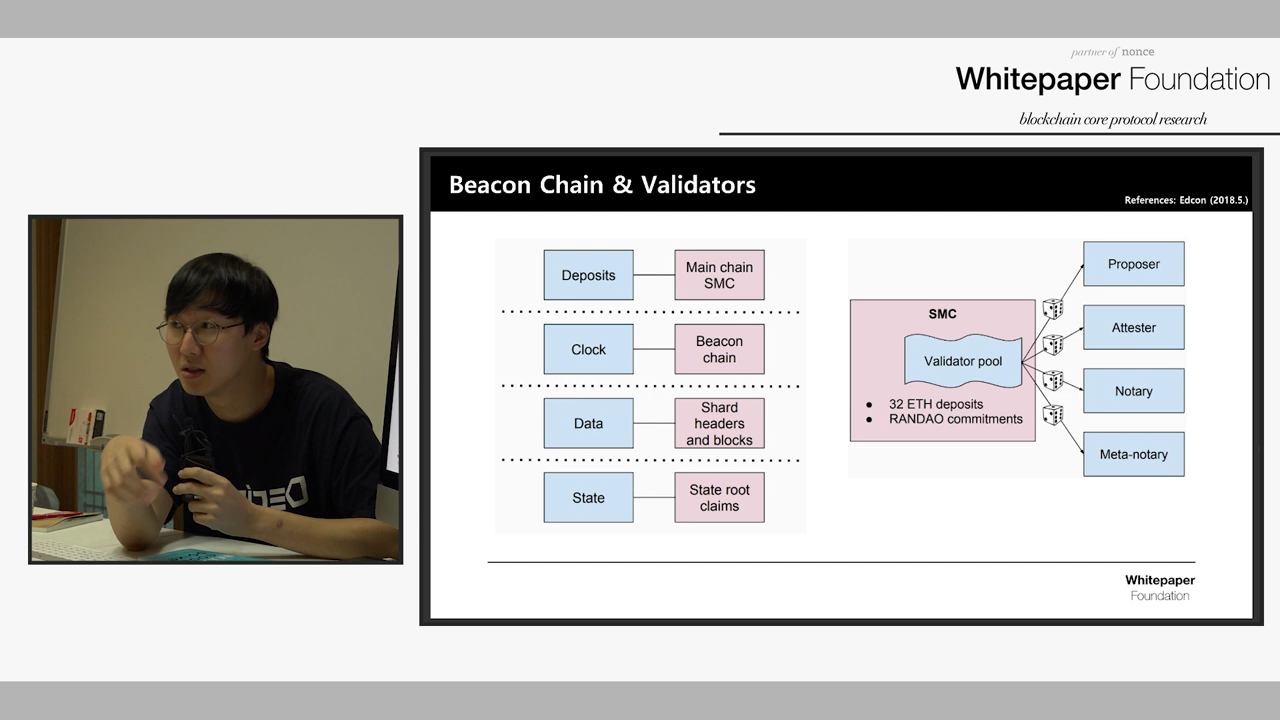 partner of nonce
Whitepaper Foundation
blockchain core protocol research
Beacon Chain & Validators
References: Edcon (2018.5.)
Deposits
Main chain
SMC
Clock
Beacon
chain
Data
Shard
headers
and blocks
State
State root
claims
SMC
Validator pool
● 32 ETH deposits
● RANDAO commitments
Proposer
Attester
Notary
Meta-notary
Whitepaper
Foundation